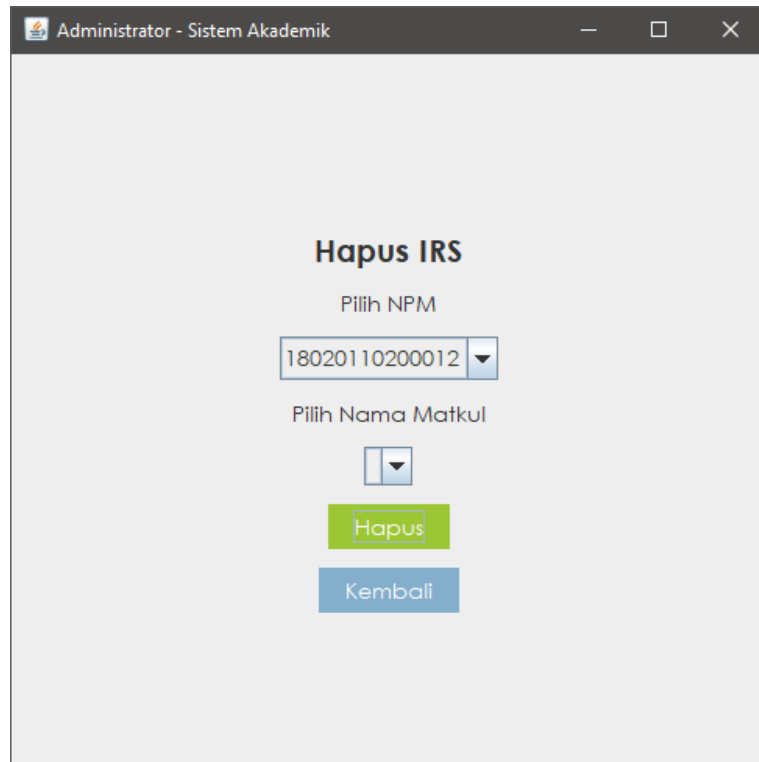 Administrator - Sistem Akademik
Hapus IRS
Pilih NPM
18020110200012
Pilih Nama Matkul
Hapus
Kembali